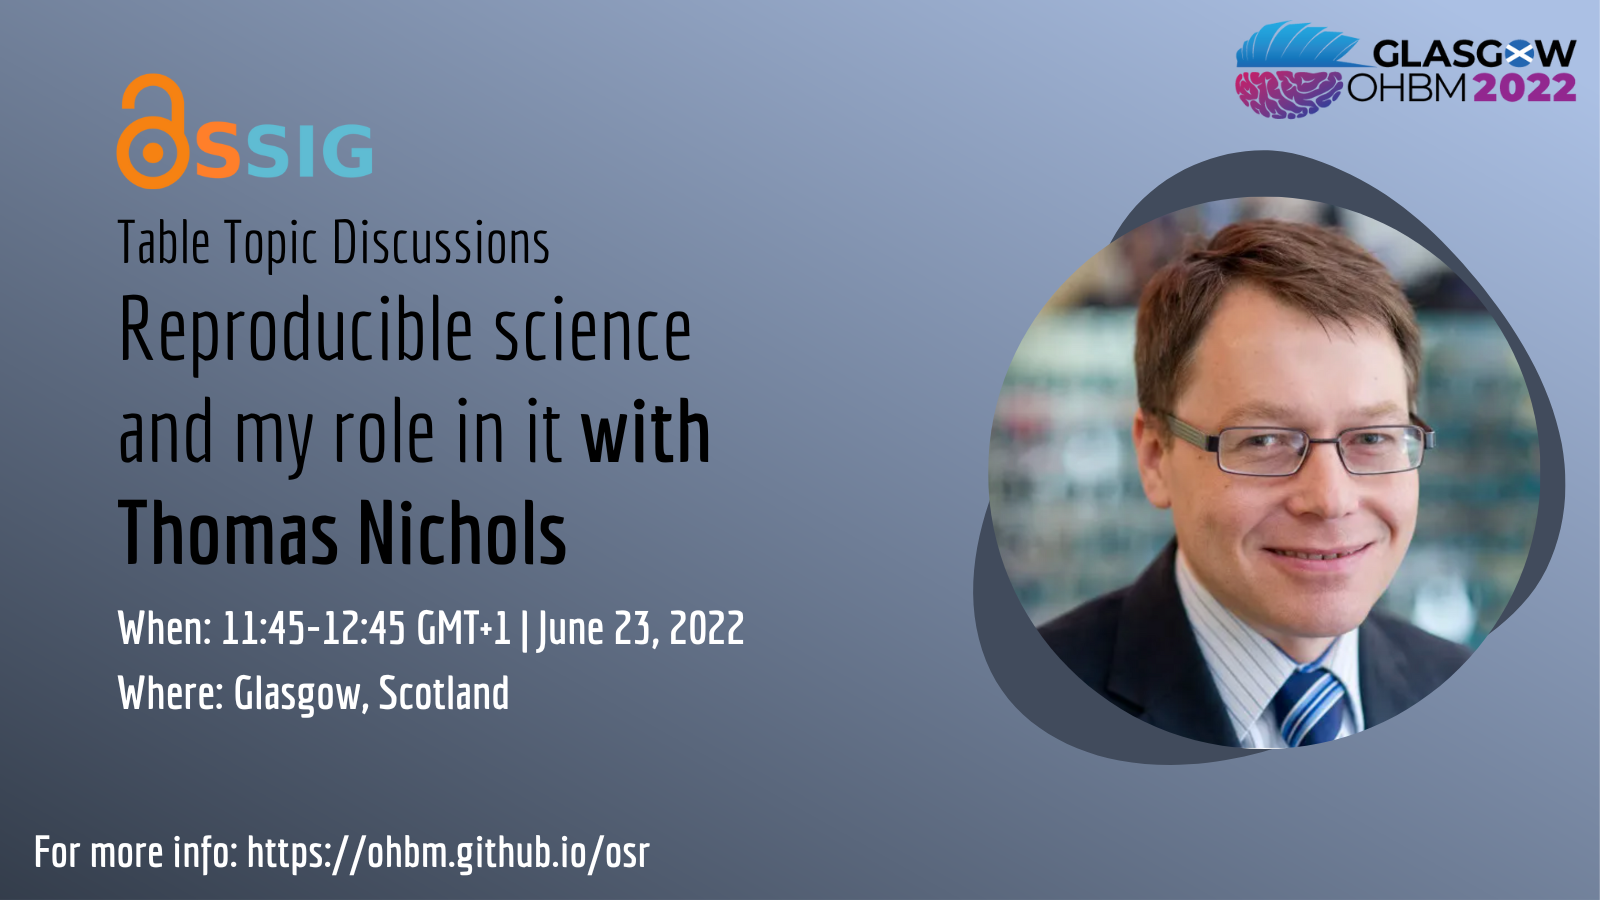 SSIG
GLASGOW
OHBM 2022
Table Topic Discussions
Reproducible science
and my role in it with
Thomas Nichols
When: 11:45-12:45 GMT+1 | June 23, 2022
Where: Glasgow, Scotland
For more info: https://ohbm.github.io/osr